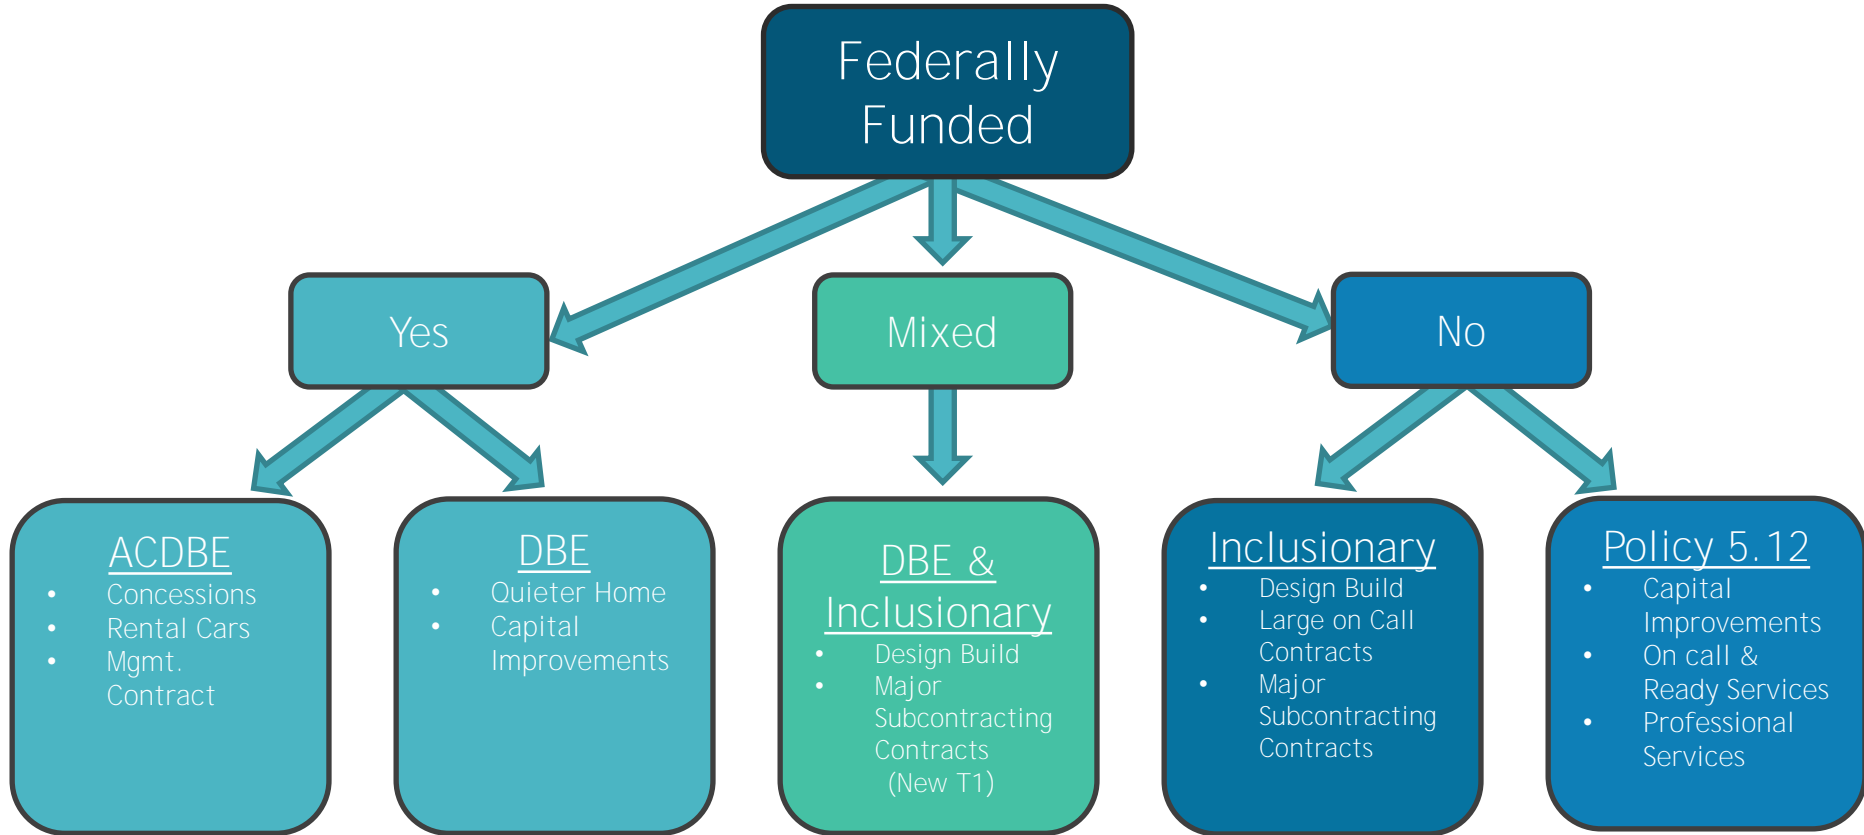 Federally
Funded
Yes
Mixed
No
ACDBE
• Concessions
• Rental Cars
• Mgmt.
Contract
DBE
• Quieter Home
• Capital
Improvements
DBE &
Inclusionary
• Design Build
• Major
Subcontracting
Contracts
(New T1)
Inclusionary
• Design Build
• Large on Call
Contracts
• Major
Subcontracting
Contracts
Policy 5.12
• Capital
Improvements
• On call &
Ready Services
• Professional
Services